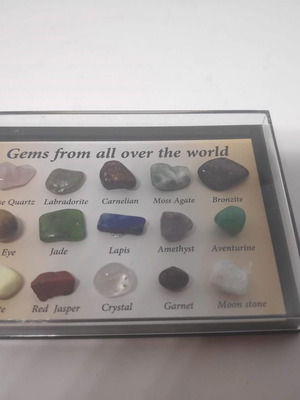 Gems from all over the world
Quartz Labradorite Carnelian Moss Agate Bronzite
Eye Jade Lapis Amethyst Aventurine
Red Jasper Crystal Garnet Moon stone